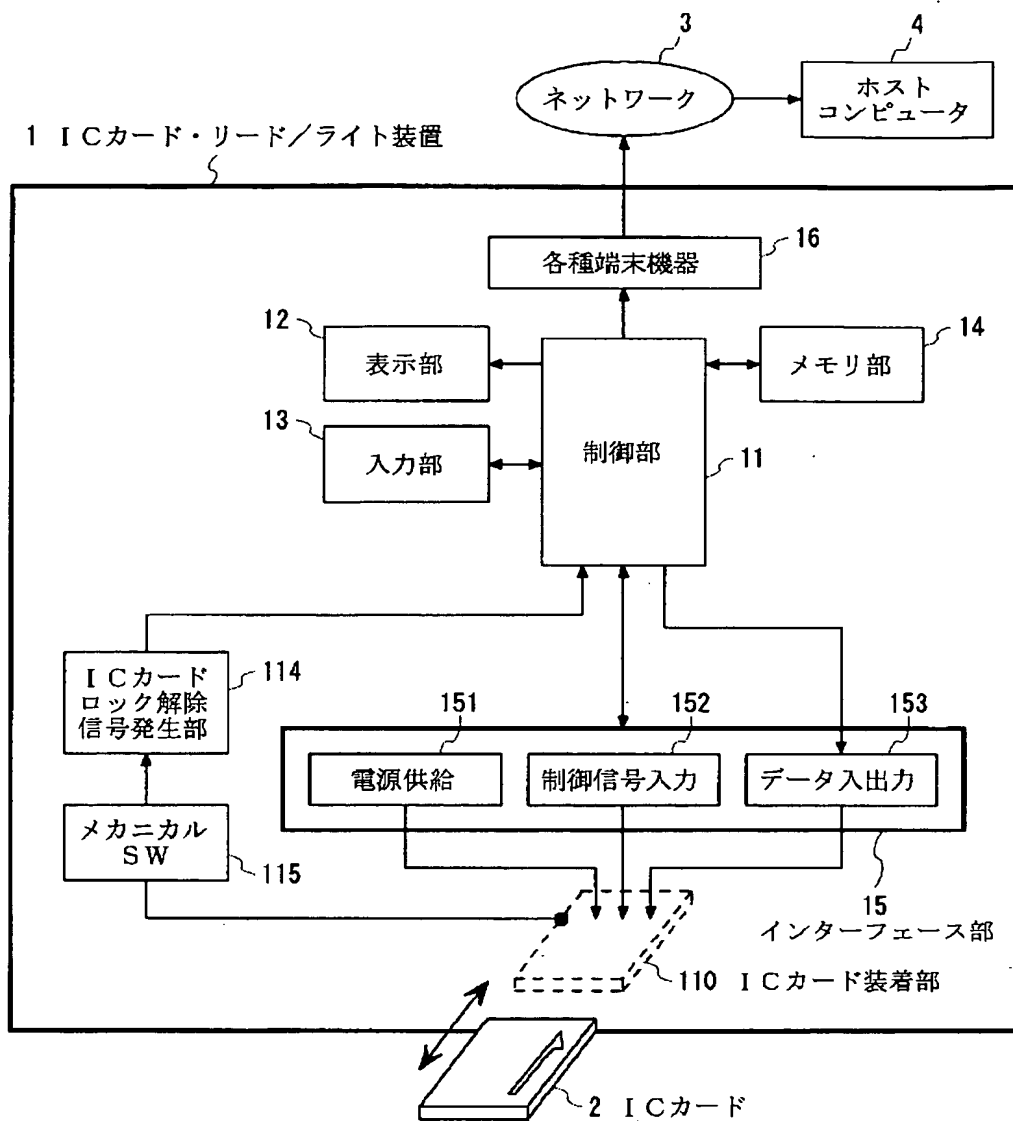 3
ネットワーク
4
ホスト
コンピュータ
1 ICカード・リード／ライト装置
16
各種端末機器
12
表示部
14
メモリ部
13
入力部
制御部
11
ICカード
ロック解除
信号発生部
114
151
電源供給
152
制御信号入力
153
データ入出力
メカニカル
SW
115
15
インターフェース部
110 ICカード装着部
2 ICカード